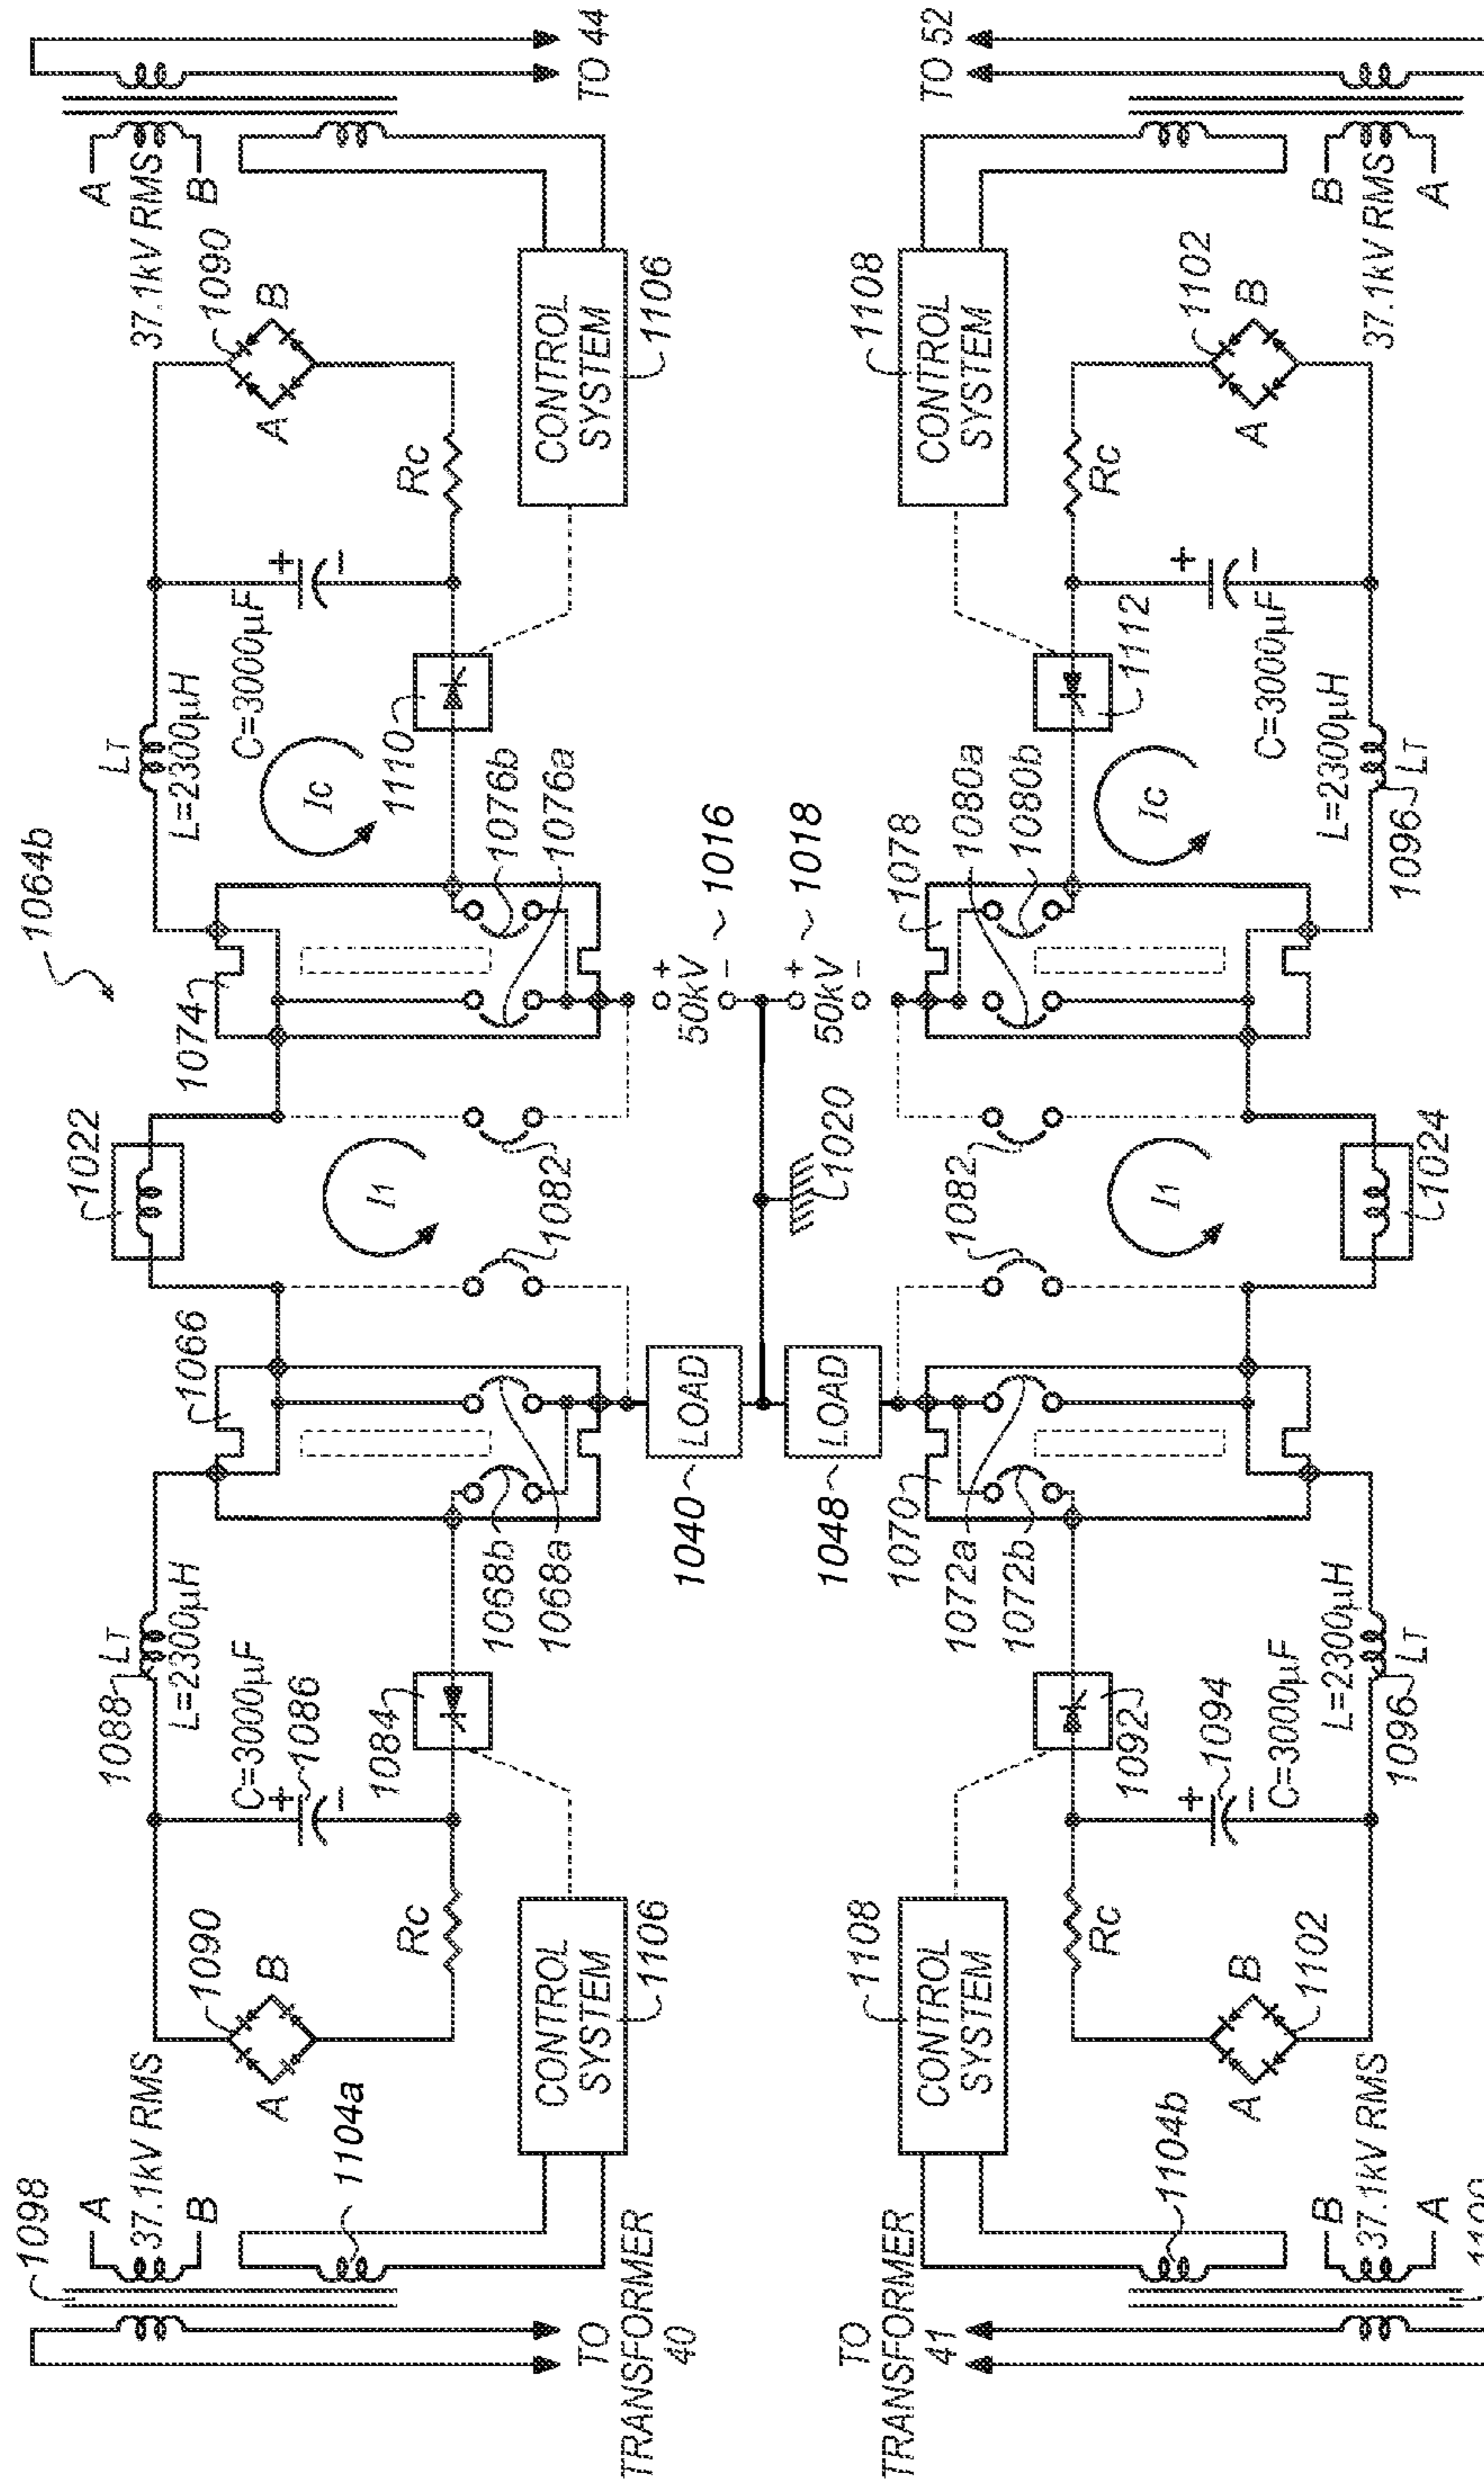 1098
A
37.1kV RMS
B
1104a
TO
TRANSFORMER
40
1090
A
B
Rc
CONTROL
SYSTEM
1106
1088
LT
L=2300µH
C=3000µF
+
−
1086
1084
1068b
1068a
1066
1040
LOAD
1022
I1
1082
1064b
1074
+
50kV
−
1016
1076b
1076a
LT
L=2300µH
C=3000µF
+
−
Ic
1110
1090
A
B
Rc
CONTROL
SYSTEM
1106
A
37.1kV RMS
B
TO 44
TO
TRANSFORMER
41
1104b
B
37.1kV RMS
A
1108
CONTROL
SYSTEM
Rc
A
B
1102
1092
+
−
1094
C=3000µF
L=2300µH
1096
LT
1048
LOAD
1070
1072a
1072b
1082
1020
I1
1024
1018
+
50kV
−
1078
1080a
1080b
Ic
1112
+
−
C=3000µF
L=2300µH
1096
LT
1108
CONTROL
SYSTEM
Rc
A
B
1102
TO 52
B
37.1kV RMS
A